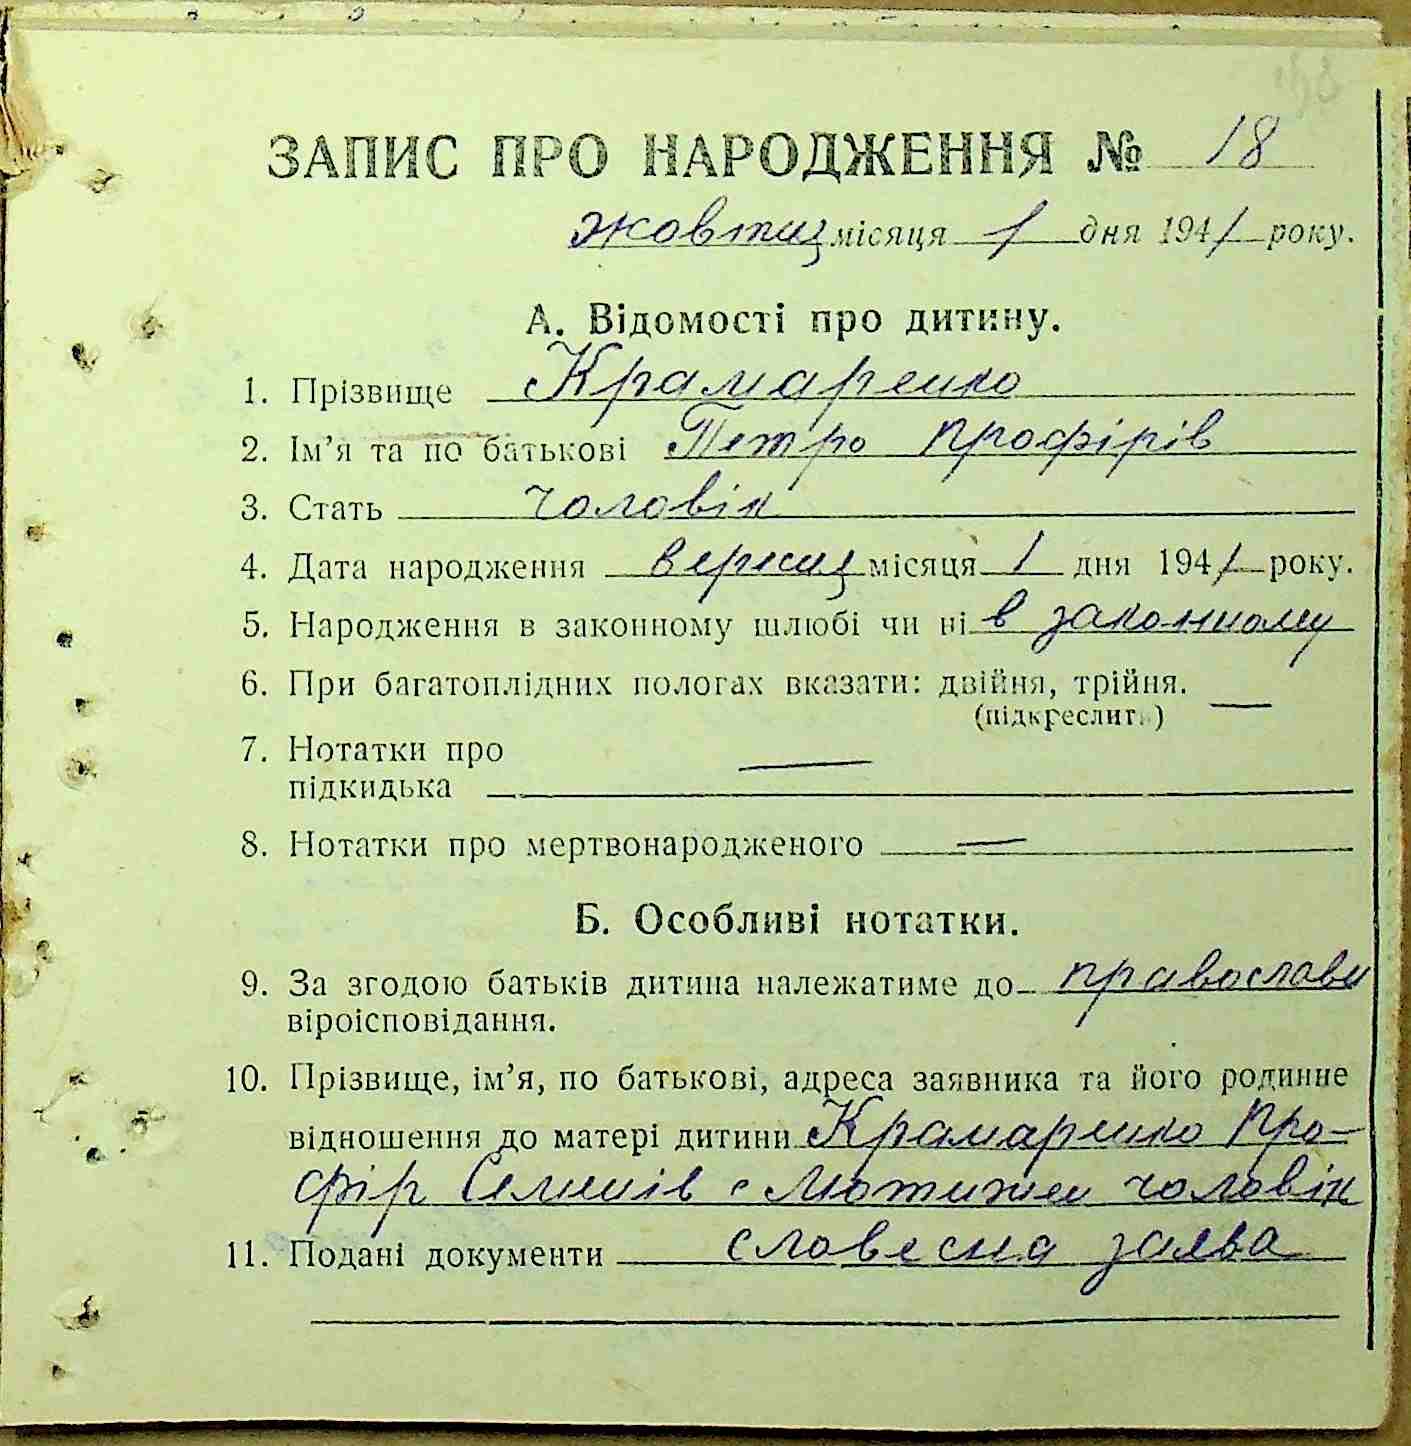 ЗАПИС ПРО НАРОДЖЕННЯ № 18
жовтня місяця 1 дня 1941 року.
А. Відомості про дитину.
1. Прізвище Крамаренко
2. Ім’я та по батькові Петро Профірів
3. Стать чоловік
4. Дата народження вересня місяця 1 дня 1941 року.
5. Народження в законному шлюбі чи ні в законному
6. При багатоплідних пологах вказати: двійня, трійня. —
(підкреслить)
7. Нотатки про —
підкидька
8. Нотатки про мертвонародженого —
Б. Особливі нотатки.
9. За згодою батьків дитина належатиме до православн
віроісповідання.
10. Прізвище, ім’я, по батькові, адреса заявника та його родинне
відношення до матері дитини Крамаренко Про-
фір Семенів с Мотижен чоловік
11. Подані документи словесна заява